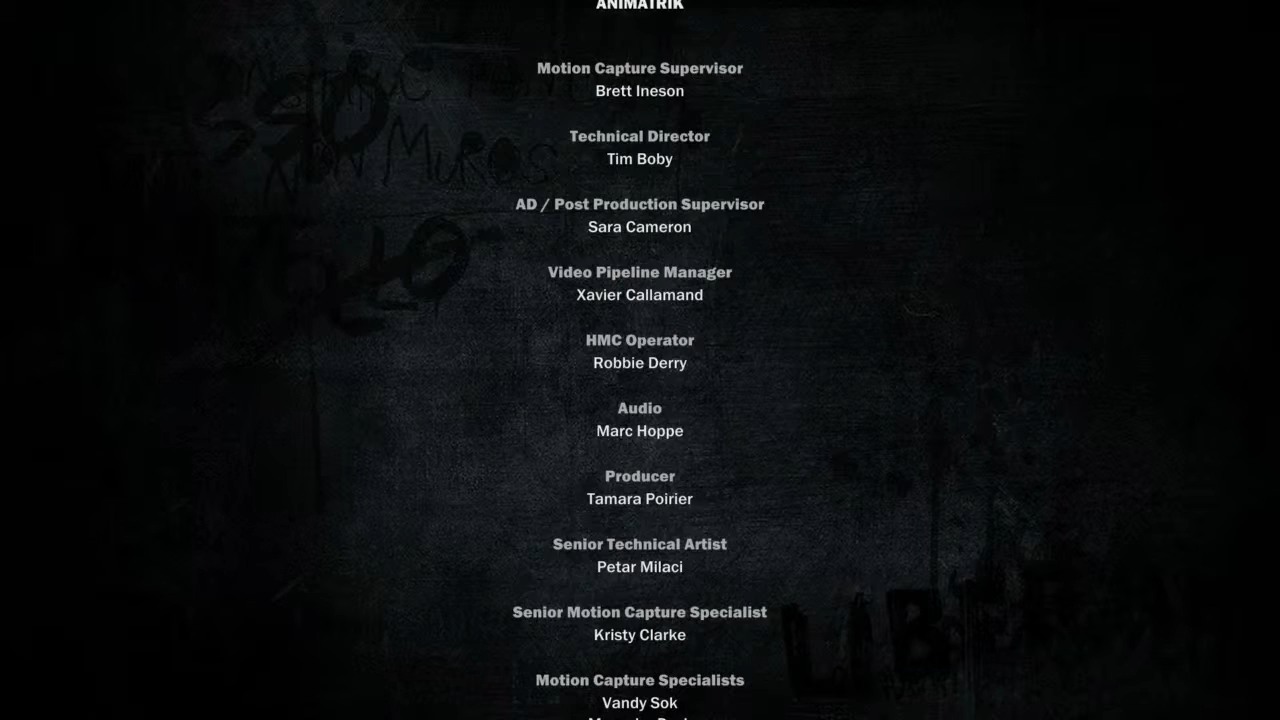 ANIMATRIK
Motion Capture Supervisor
Brett Ineson
Technical Director
Tim Boby
AD / Post Production Supervisor
Sara Cameron
Video Pipeline Manager
Xavier Callamand
HMC Operator
Robbie Derry
Audio
Marc Hoppe
Producer
Tamara Poirier
Senior Technical Artist
Petar Milaci
Senior Motion Capture Specialist
Kristy Clarke
Motion Capture Specialists
Vandy Sok
MUROS